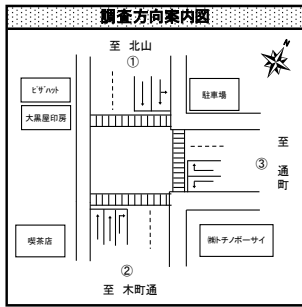 調査方向案内図
至 北山
①
N
ピザハット
大黒屋印房
駐車場
至 通町
③
喫茶店
㈱トチノボーサイ
②
至 木町通